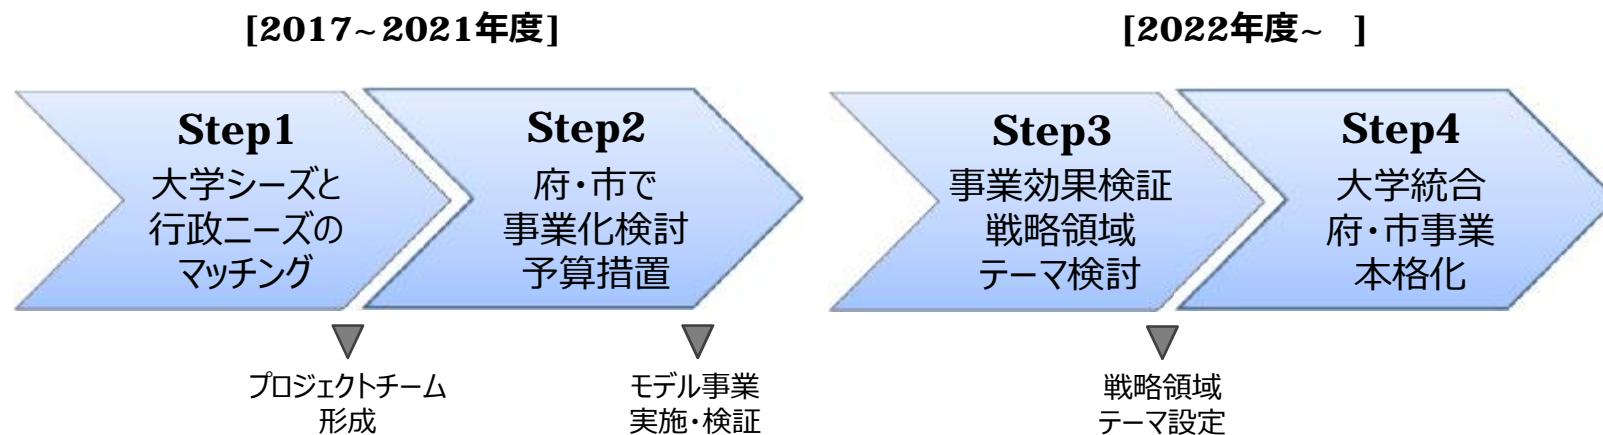 [2017~2021年度]
[2022年度~ ]
Step1
大学シーズと
行政ニーズの
マッチング
Step2
府・市で
事業化検討
予算措置
Step3
事業効果検証
戦略領域
テーマ検討
Step4
大学統合
府・市事業
本格化
プロジェクトチーム
形成
モデル事業
実施・検証
戦略領域
テーマ設定